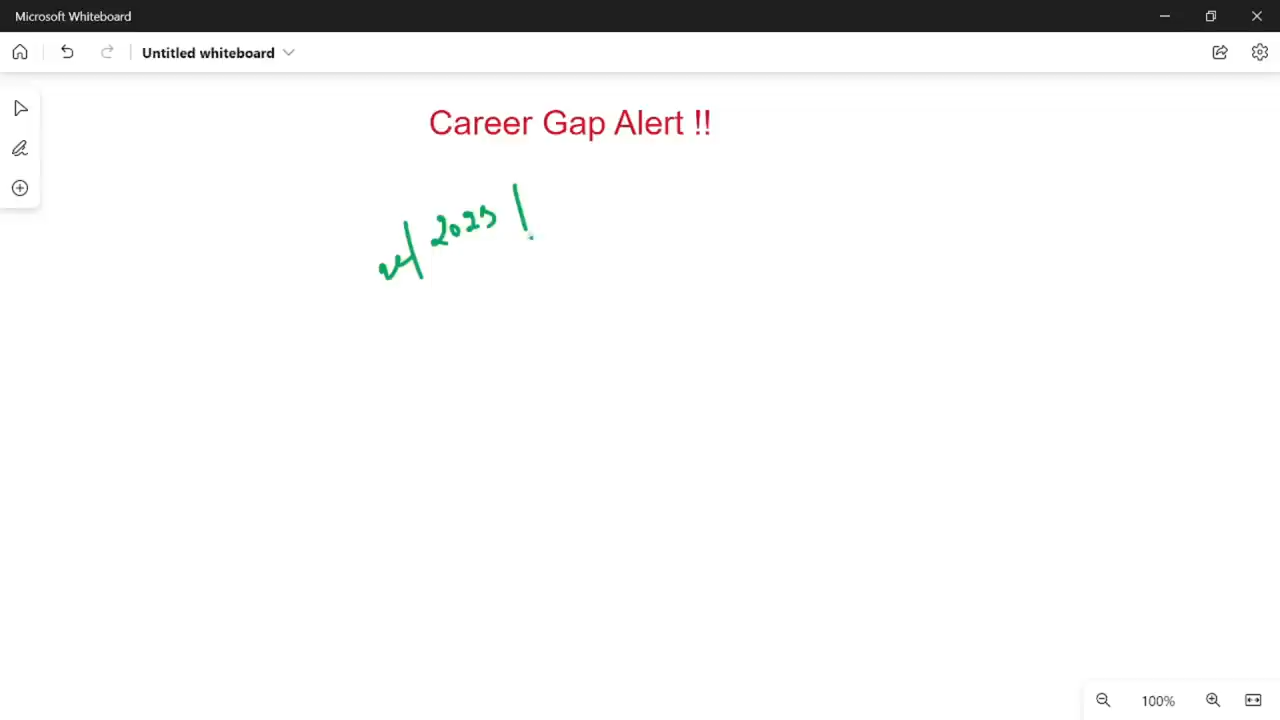 Microsoft Whiteboard
Untitled whiteboard
Career Gap Alert !!
2025
100%